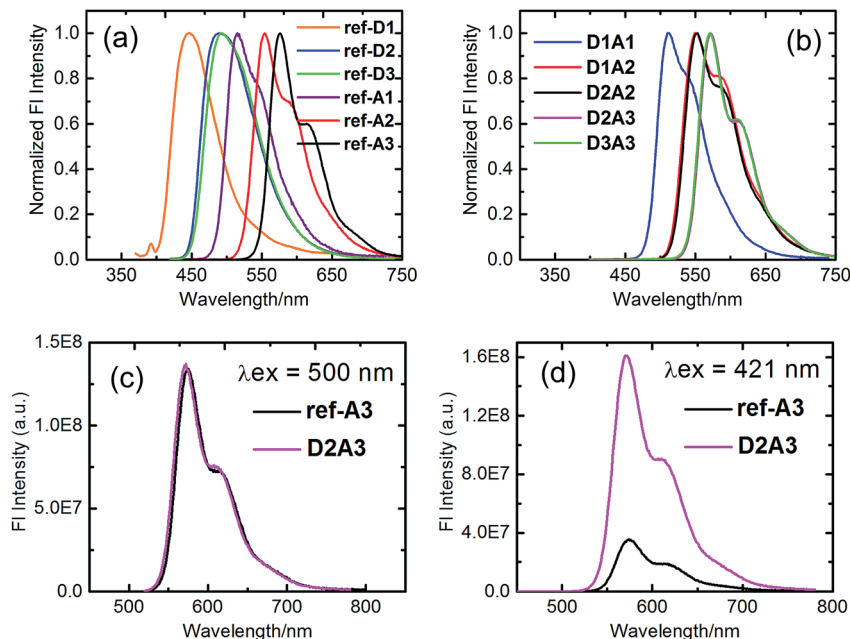 (a)
ref-D1
ref-D2
ref-D3
ref-A1
ref-A2
ref-A3
Normalized FI Intensity
1.0
0.8
0.6
0.4
0.2
0.0
350 450 550 650 750
Wavelength/nm
(b)
D1A1
D1A2
D2A2
D2A3
D3A3
Normalized FI Intensity
1.0
0.8
0.6
0.4
0.2
0.0
350 450 550 650 750
Wavelength/nm
(c)
λex = 500 nm
ref-A3
D2A3
FI Intensity (a.u.)
1.5E8
1.0E8
5.0E7
0.0
500 600 700 800
Wavelength/nm
(d)
λex = 421 nm
ref-A3
D2A3
FI Intensity (a.u.)
1.6E8
1.2E8
8.0E7
4.0E7
0.0
500 600 700 800
Wavelength/nm